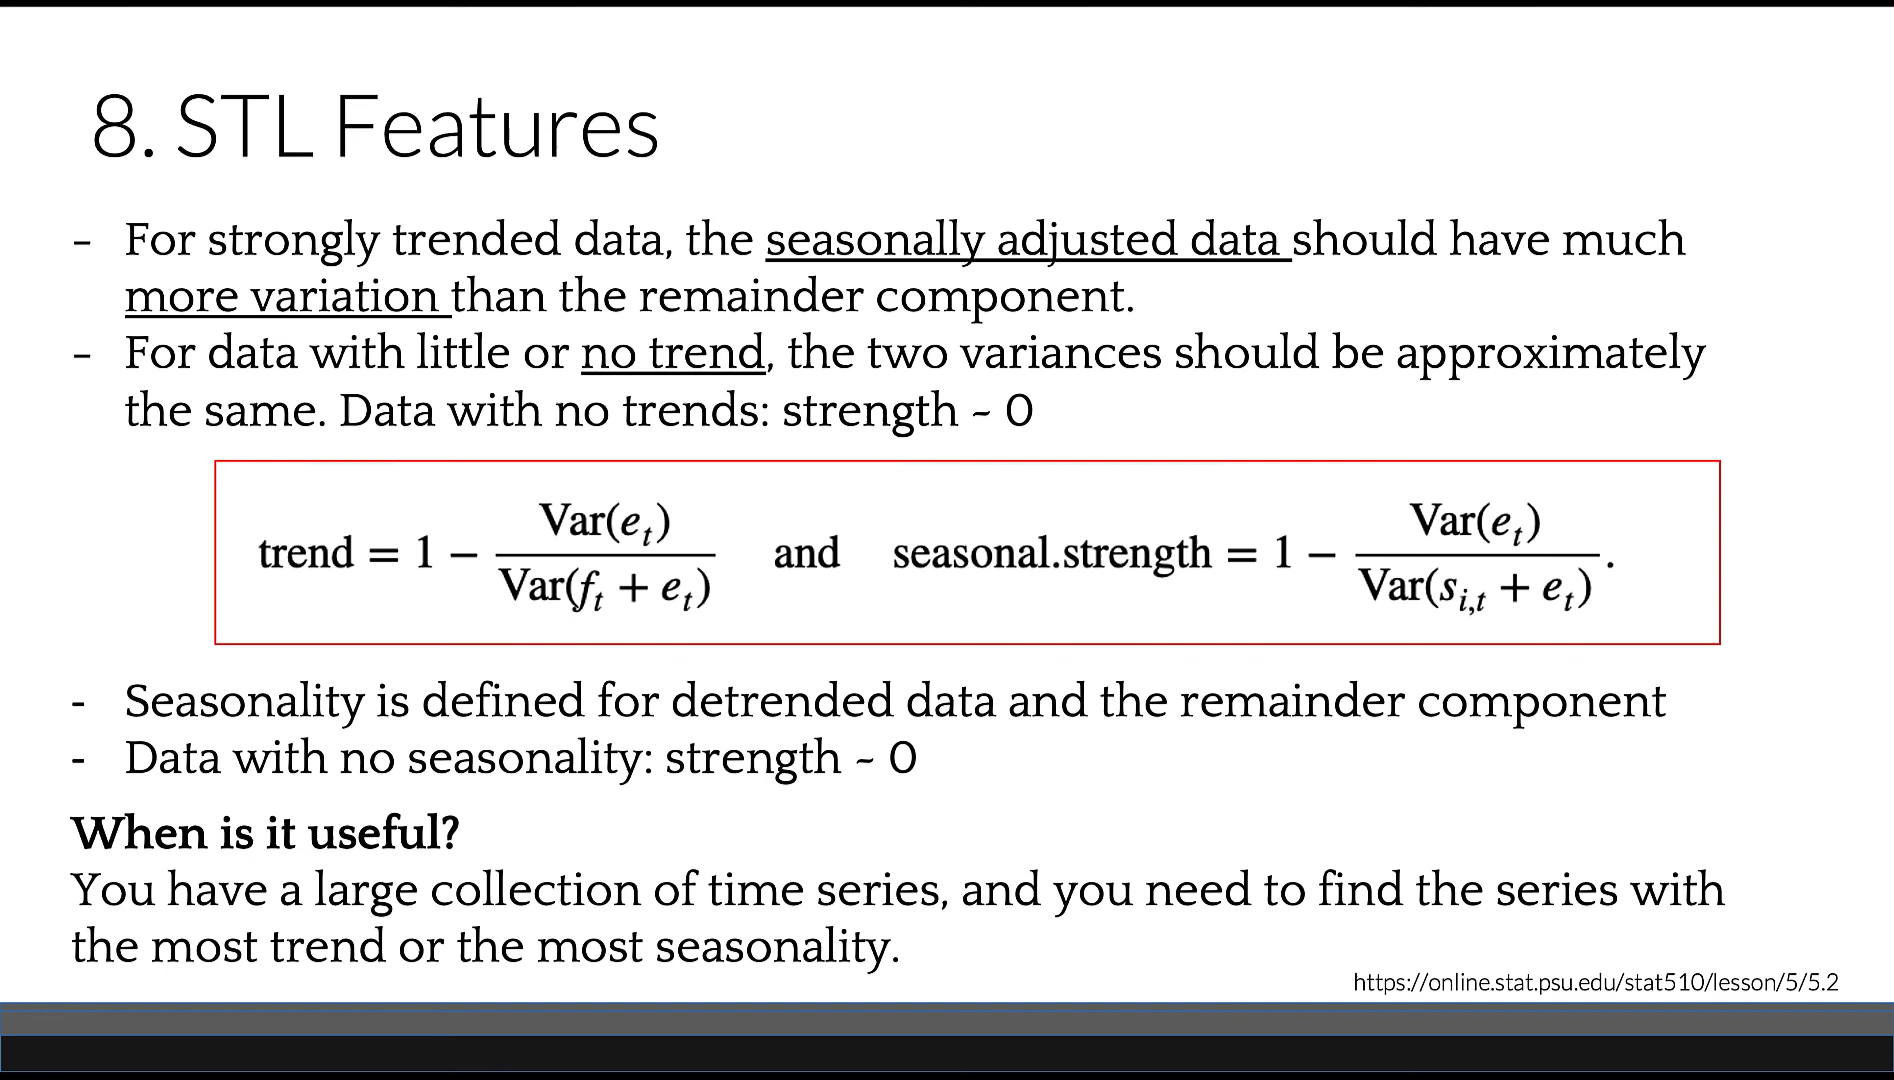 8. STL Features
- For strongly trended data, the seasonally adjusted data should have much
more variation than the remainder component.
- For data with little or no trend, the two variances should be approximately
the same. Data with no trends: strength ~ 0
trend = 1 − Var(e_t) / Var(f_t + e_t) and seasonal.strength = 1 − Var(e_t) / Var(s_{i,t} + e_t).
- Seasonality is defined for detrended data and the remainder component
- Data with no seasonality: strength ~ 0
When is it useful?
You have a large collection of time series, and you need to find the series with
the most trend or the most seasonality.
https://online.stat.psu.edu/stat510/lesson/5/5.2